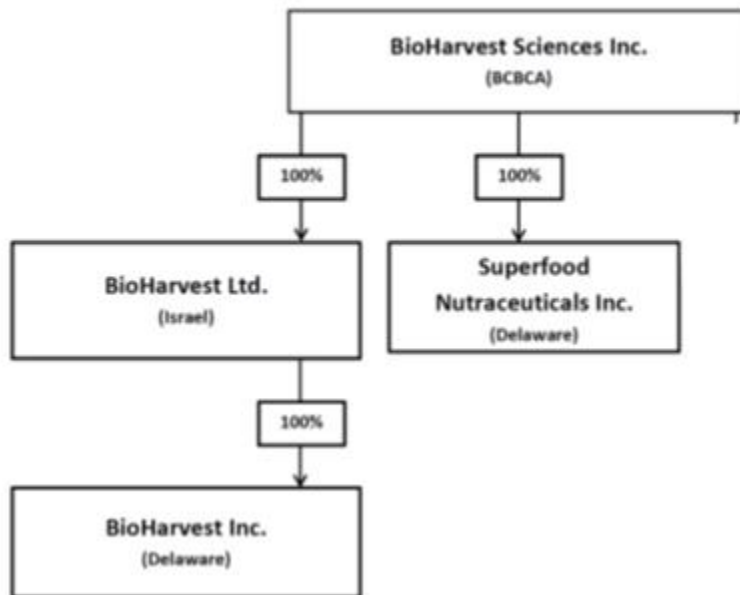 BioHarvest Sciences Inc.
(BCBCA)
100%
100%
BioHarvest Ltd.
(Israel)
Superfood
Nutraceuticals Inc.
(Delaware)
100%
BioHarvest Inc.
(Delaware)